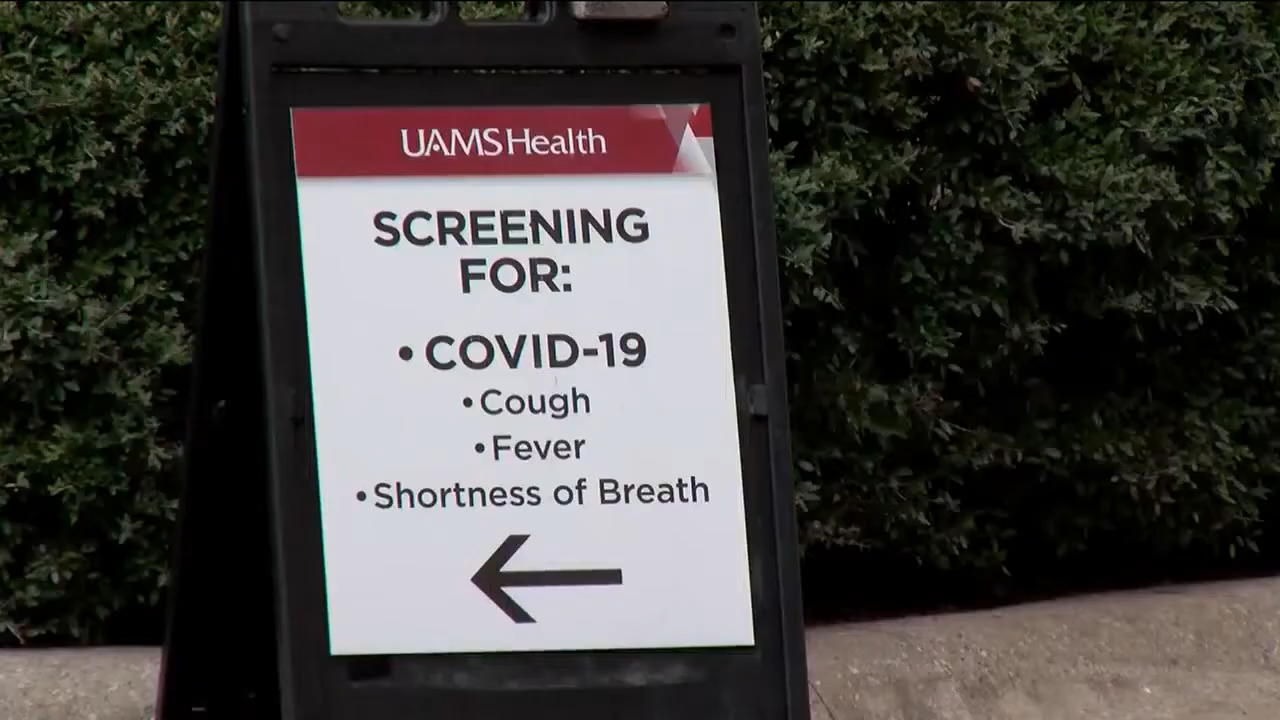 UAMS Health
SCREENING
FOR:
• COVID-19
• Cough
• Fever
• Shortness of Breath